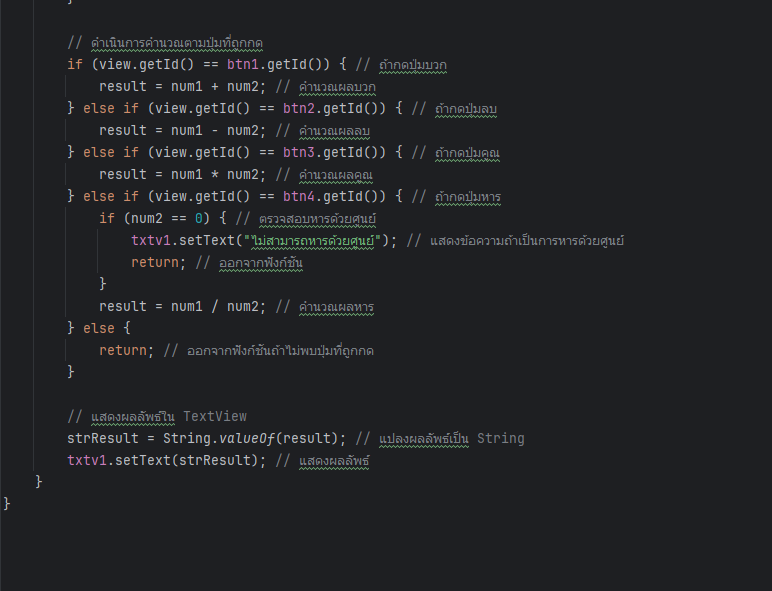 }
// ดำเนินการคำนวณตามปุ่มที่ถูกกด
if (view.getId() == btn1.getId()) { // ถ้ากดปุ่มบวก
result = num1 + num2; // คำนวณผลบวก
} else if (view.getId() == btn2.getId()) { // ถ้ากดปุ่มลบ
result = num1 - num2; // คำนวณผลลบ
} else if (view.getId() == btn3.getId()) { // ถ้ากดปุ่มคูณ
result = num1 * num2; // คำนวณผลคูณ
} else if (view.getId() == btn4.getId()) { // ถ้ากดปุ่มหาร
if (num2 == 0) { // ตรวจสอบหารด้วยศูนย์
txtv1.setText("ไม่สามารถหารด้วยศูนย์"); // แสดงข้อความถ้าเป็นการหารด้วยศูนย์
return; // ออกจากฟังก์ชัน
}
result = num1 / num2; // คำนวณผลหาร
} else {
return; // ออกจากฟังก์ชันถ้าไม่พบปุ่มที่ถูกกด
}
// แสดงผลลัพธ์ใน TextView
strResult = String.valueOf(result); // แปลงผลลัพธ์เป็น String
txtv1.setText(strResult); // แสดงผลลัพธ์
}
}